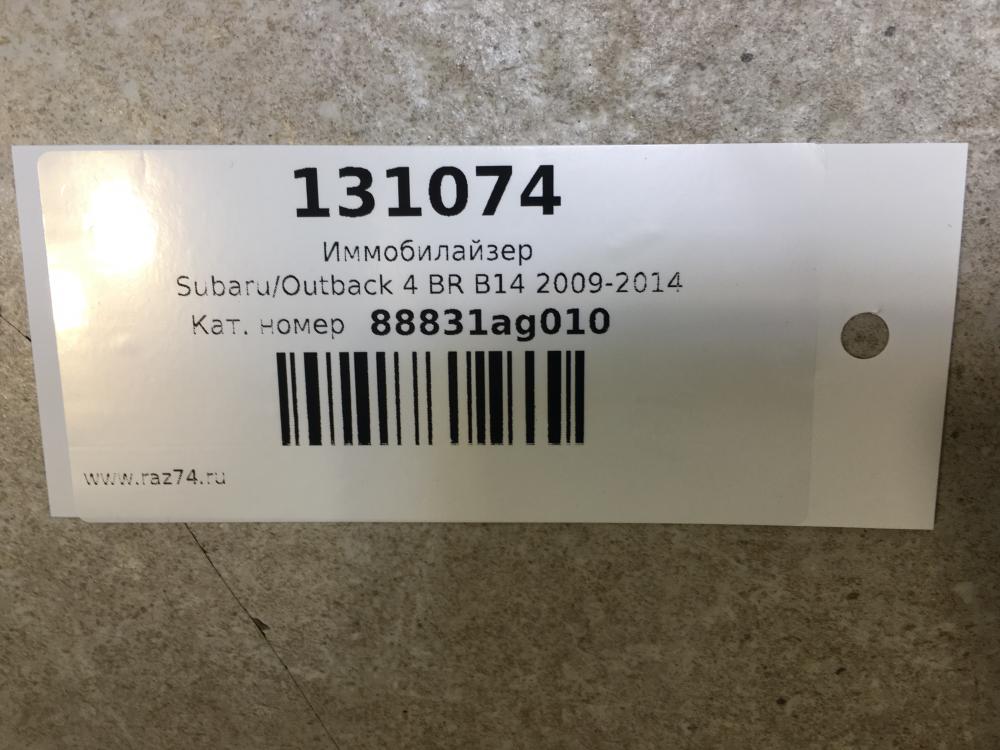 131074
Иммобилайзер
Subaru/Outback 4 BR B14 2009-2014
Кат. номер 88831ag010
www.raz74.ru